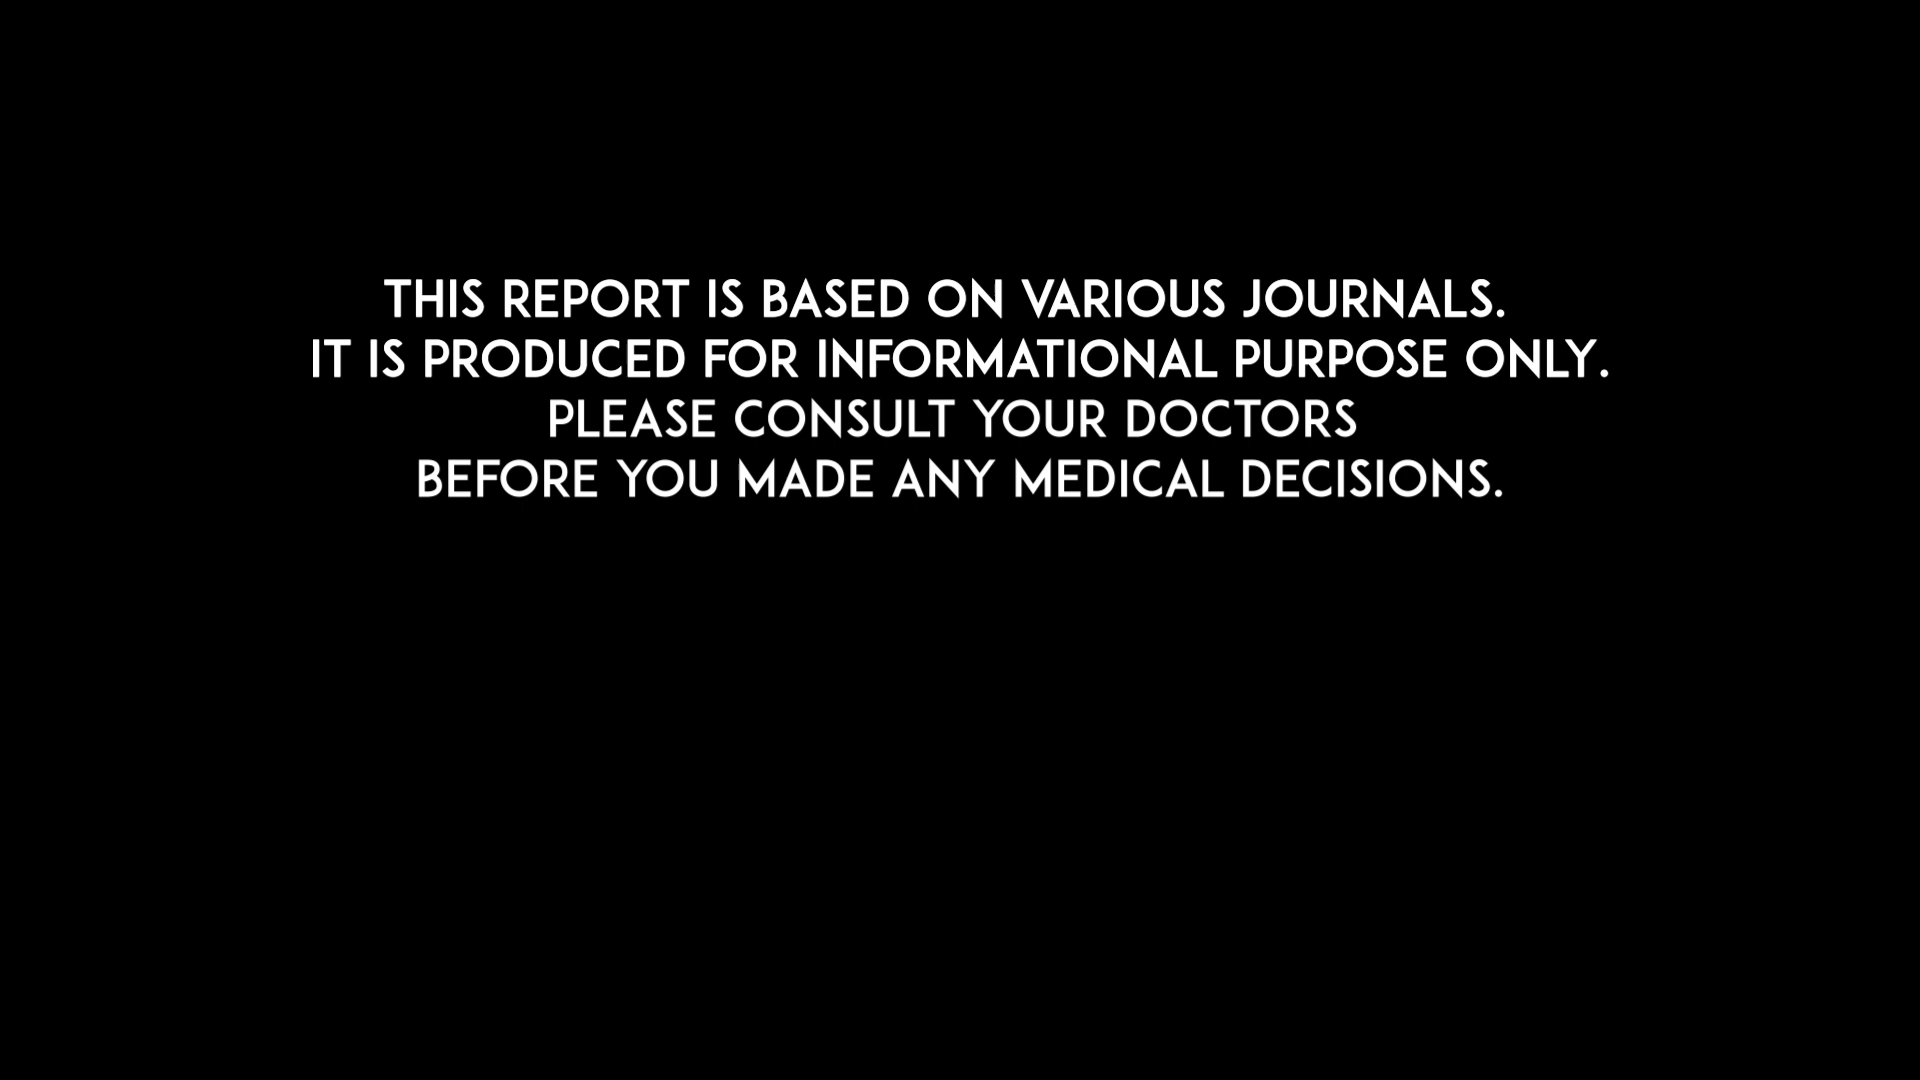 THIS REPORT IS BASED ON VARIOUS JOURNALS.
IT IS PRODUCED FOR INFORMATIONAL PURPOSE ONLY.
PLEASE CONSULT YOUR DOCTORS
BEFORE YOU MADE ANY MEDICAL DECISIONS.